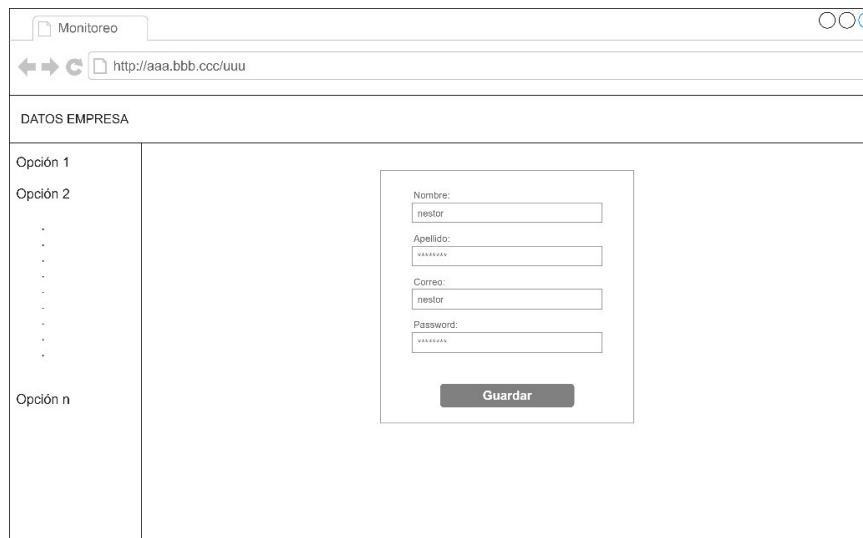 Monitoreo
http://aaa.bbb.ccc/uuu
DATOS EMPRESA
Opción 1
Opción 2
Opción n
Nombre:
nestor
Apellido:
********
Correo:
nestor
Password:
********
Guardar